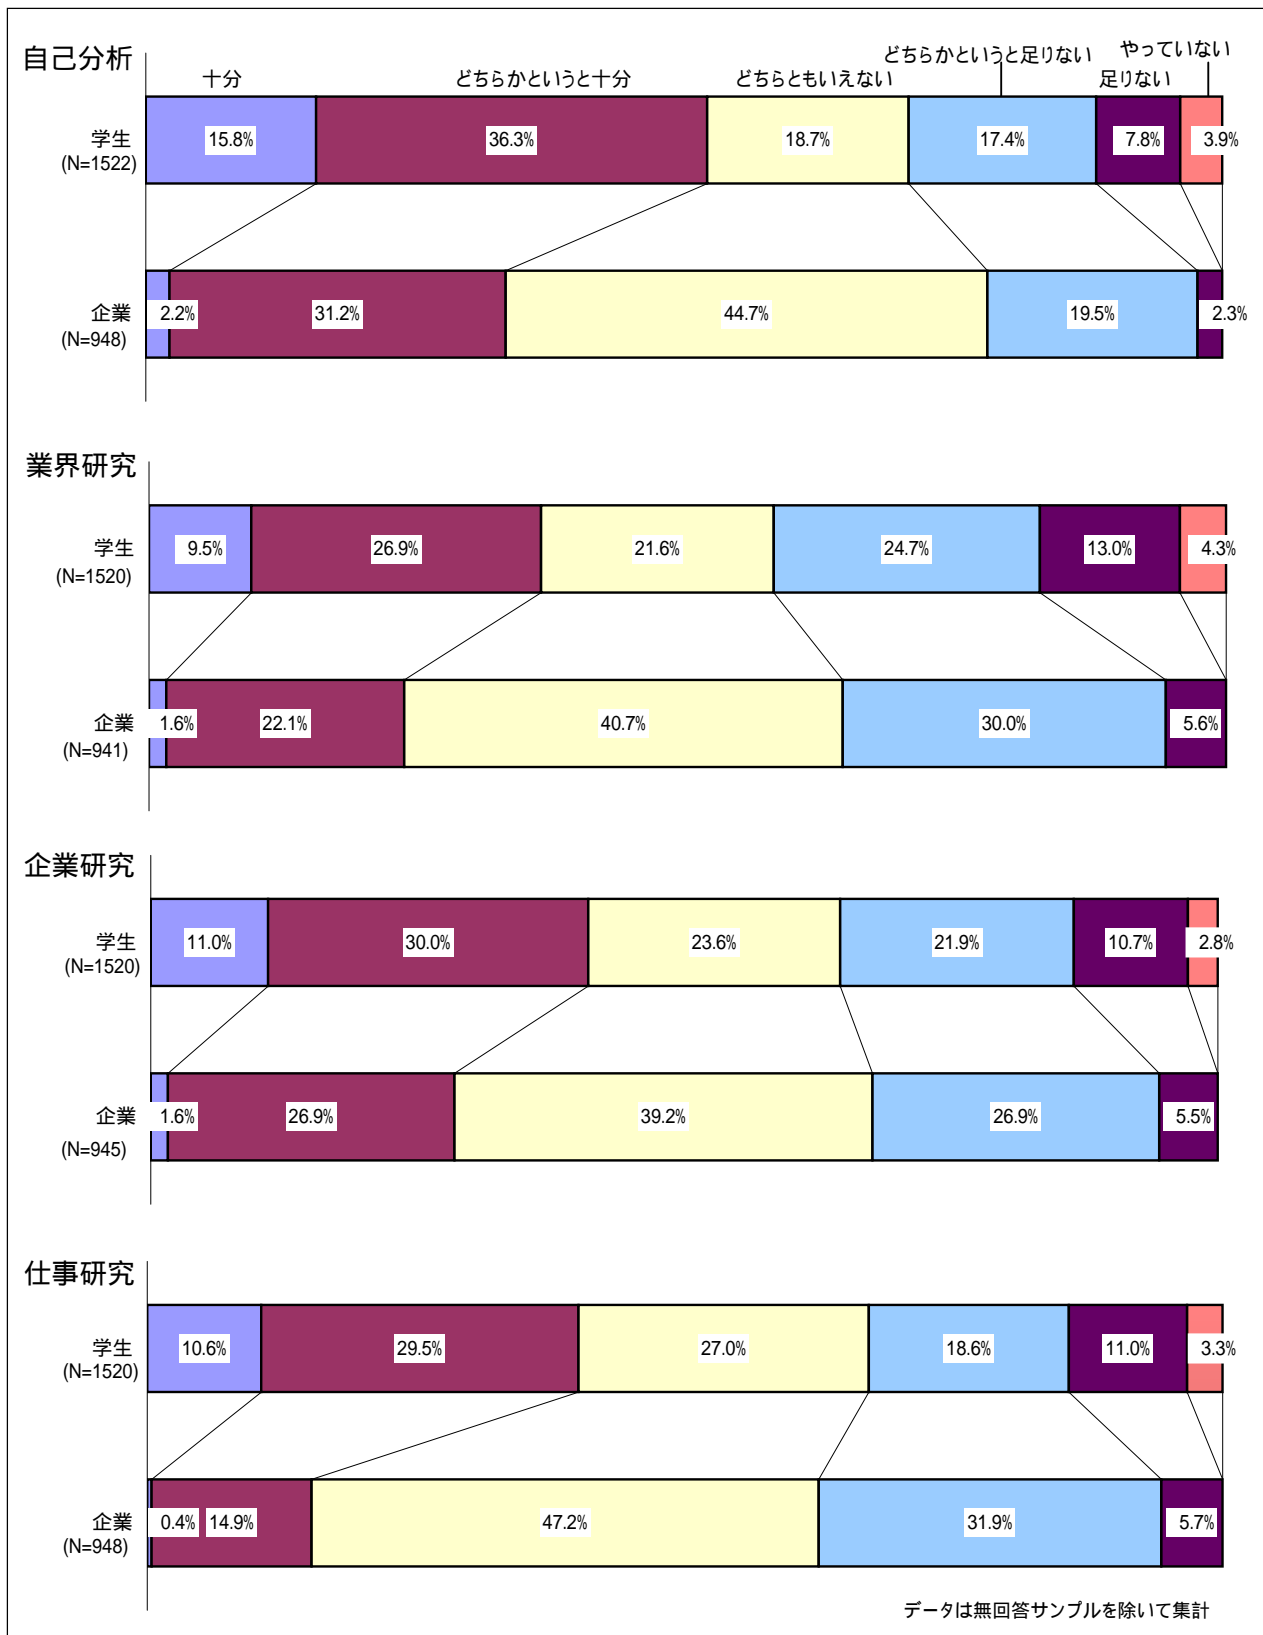 自己分析
十分 どちらかというと十分 どちらともいえない どちらかというと足りない 足りない やっていない
学生 15.8% 36.3% 18.7% 17.4% 7.8% 3.9%
(N=1522)
企業 2.2% 31.2% 44.7% 19.5% 2.3%
(N=948)
業界研究
学生 9.5% 26.9% 21.6% 24.7% 13.0% 4.3%
(N=1520)
企業 1.6% 22.1% 40.7% 30.0% 5.6%
(N=941)
企業研究
学生 11.0% 30.0% 23.6% 21.9% 10.7% 2.8%
(N=1520)
企業 1.6% 26.9% 39.2% 26.9% 5.5%
(N=945)
仕事研究
学生 10.6% 29.5% 27.0% 18.6% 11.0% 3.3%
(N=1520)
企業 0.4% 14.9% 47.2% 31.9% 5.7%
(N=948)
データは無回答サンプルを除いて集計